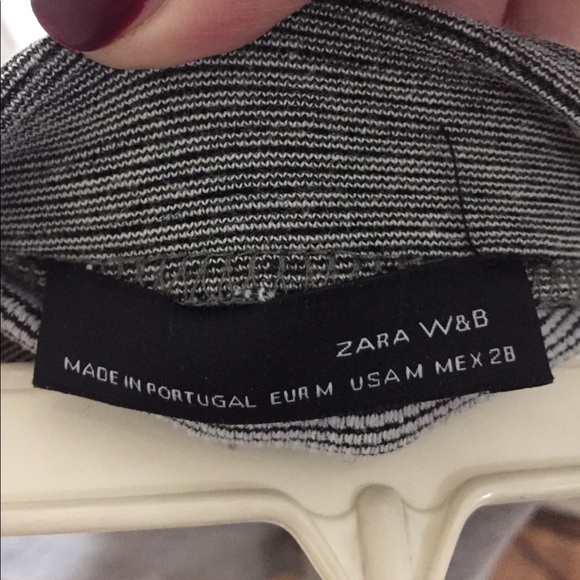 ZARA W&B
MADE IN PORTUGAL EUR M USA M MEX 28